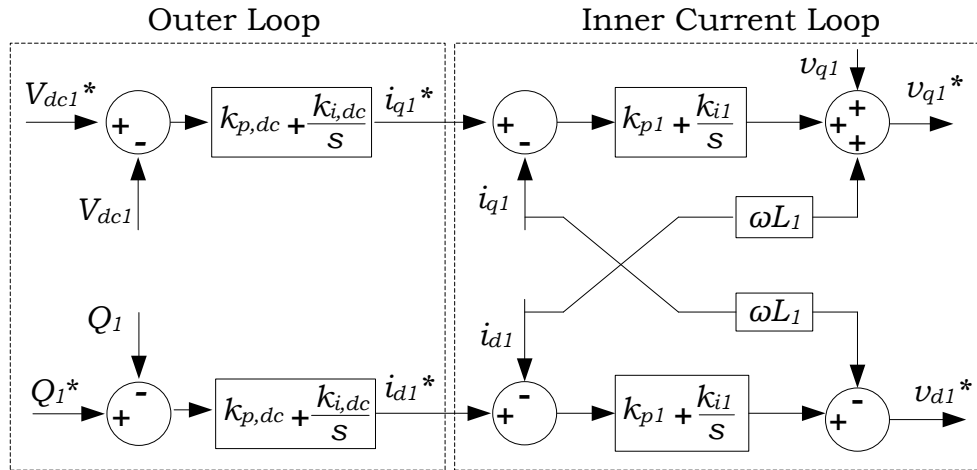 Outer Loop
Inner Current Loop
V_dc1*
+
-
V_dc1
k_p,dc + k_i,dc/s
i_q1*
+
-
i_q1
k_p1 + k_i1/s
v_q1
+
+
+
v_q1*
ωL_1
Q_1
Q_1*
-
+
k_p,dc + k_i,dc/s
i_d1*
i_d1
-
+
k_p1 + k_i1/s
ωL_1
-
+
v_d1*